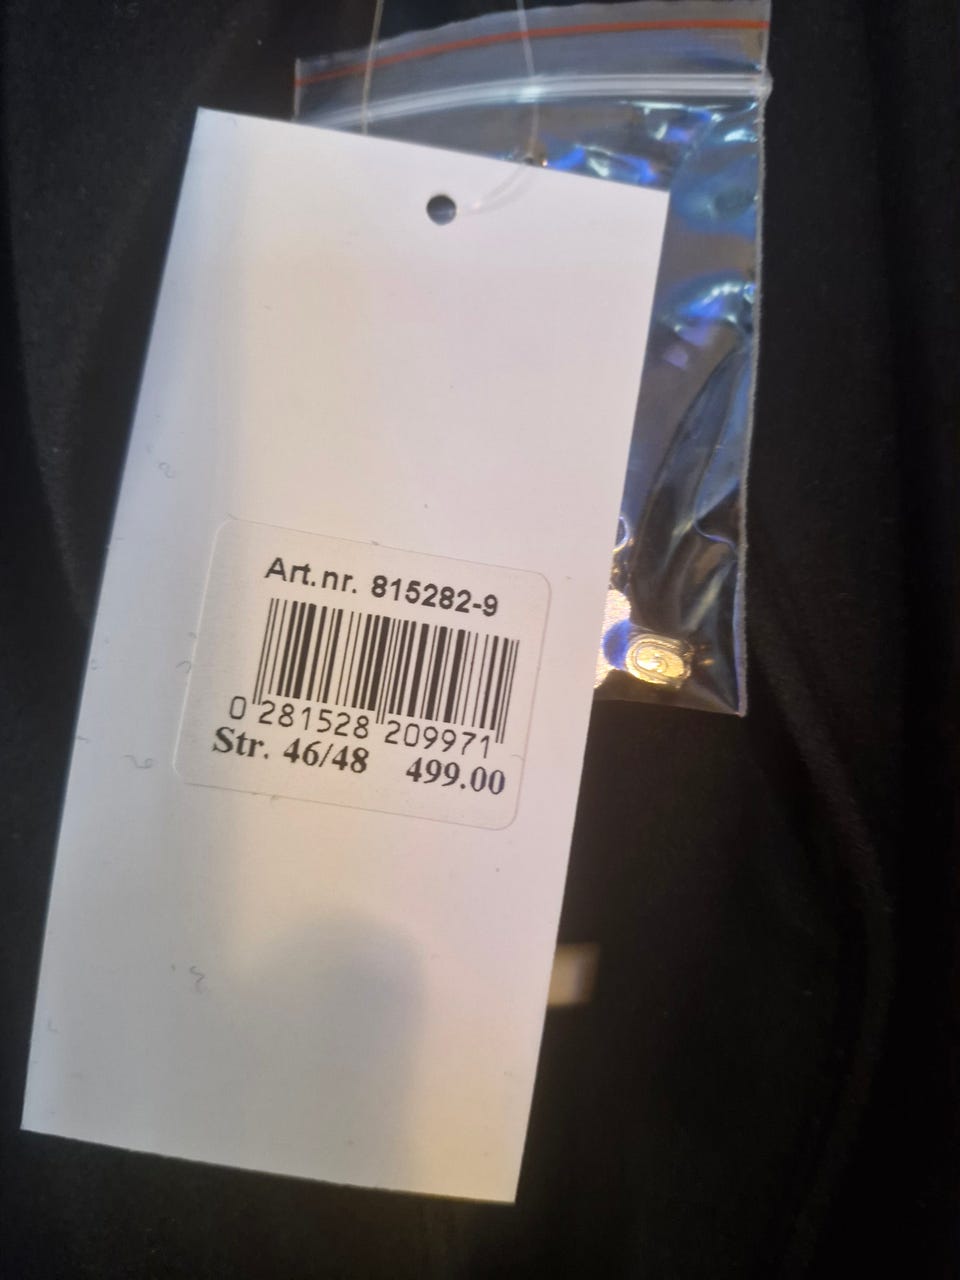 Art.nr. 815282-9
0 281528 209971
Str. 46/48 499.00